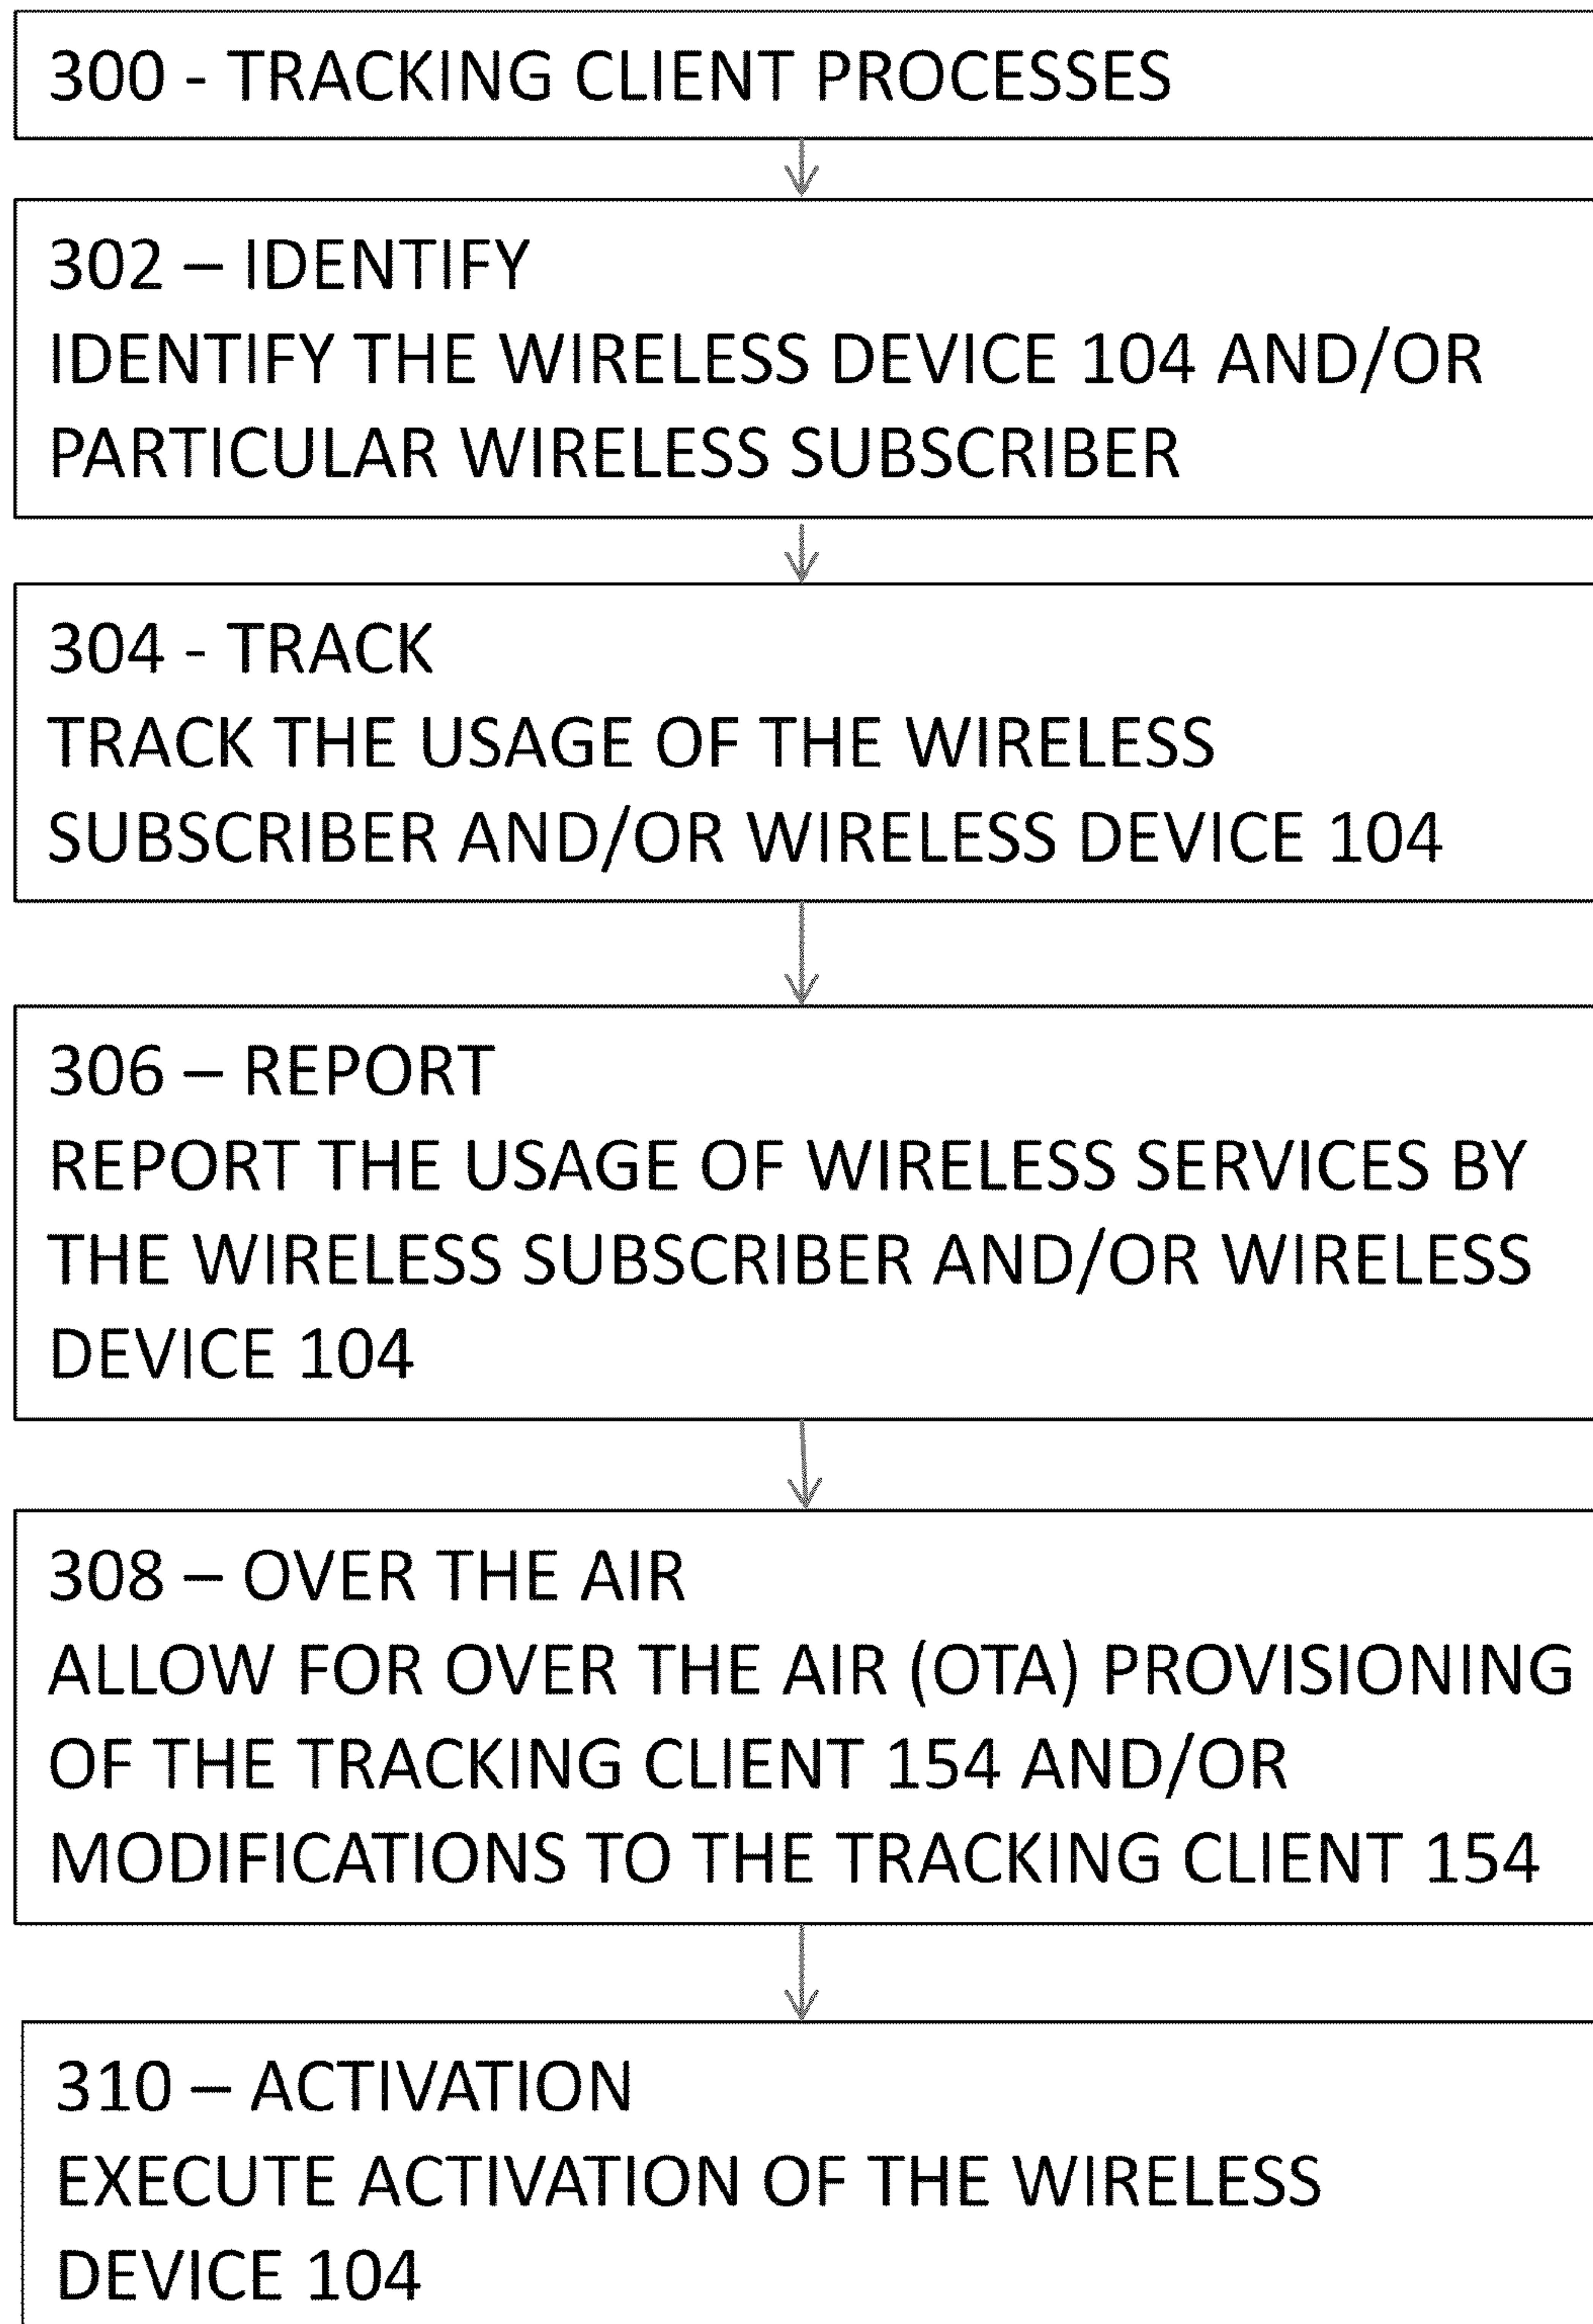 300 - TRACKING CLIENT PROCESSES
302 – IDENTIFY
IDENTIFY THE WIRELESS DEVICE 104 AND/OR
PARTICULAR WIRELESS SUBSCRIBER
304 - TRACK
TRACK THE USAGE OF THE WIRELESS
SUBSCRIBER AND/OR WIRELESS DEVICE 104
306 – REPORT
REPORT THE USAGE OF WIRELESS SERVICES BY
THE WIRELESS SUBSCRIBER AND/OR WIRELESS
DEVICE 104
308 – OVER THE AIR
ALLOW FOR OVER THE AIR (OTA) PROVISIONING
OF THE TRACKING CLIENT 154 AND/OR
MODIFICATIONS TO THE TRACKING CLIENT 154
310 – ACTIVATION
EXECUTE ACTIVATION OF THE WIRELESS
DEVICE 104